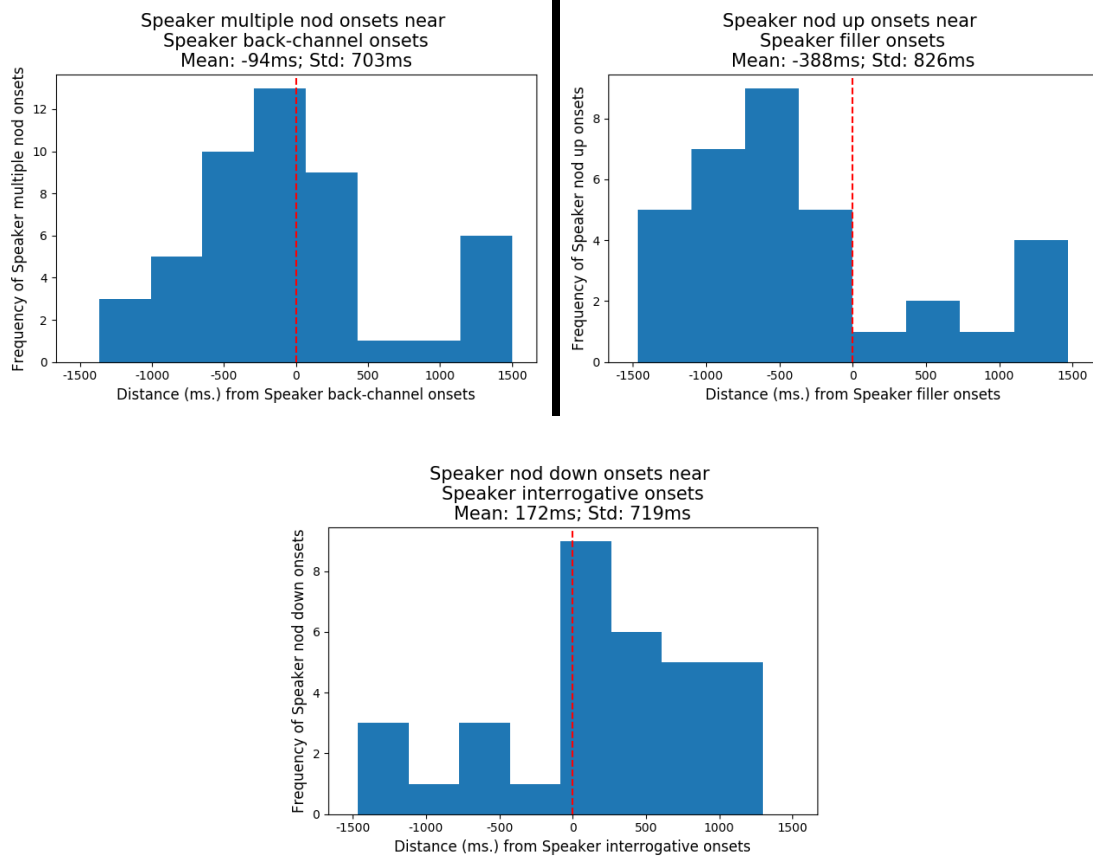 Speaker multiple nod onsets near
Speaker back-channel onsets
Mean: -94ms; Std: 703ms
Frequency of Speaker multiple nod onsets
12
10
8
6
4
2
0
-1500 -1000 -500 0 500 1000 1500
Distance (ms.) from Speaker back-channel onsets
Speaker nod up onsets near
Speaker filler onsets
Mean: -388ms; Std: 826ms
Frequency of Speaker nod up onsets
8
6
4
2
0
-1500 -1000 -500 0 500 1000 1500
Distance (ms.) from Speaker filler onsets
Speaker nod down onsets near
Speaker interrogative onsets
Mean: 172ms; Std: 719ms
Frequency of Speaker nod down onsets
8
6
4
2
0
-1500 -1000 -500 0 500 1000 1500
Distance (ms.) from Speaker interrogative onsets